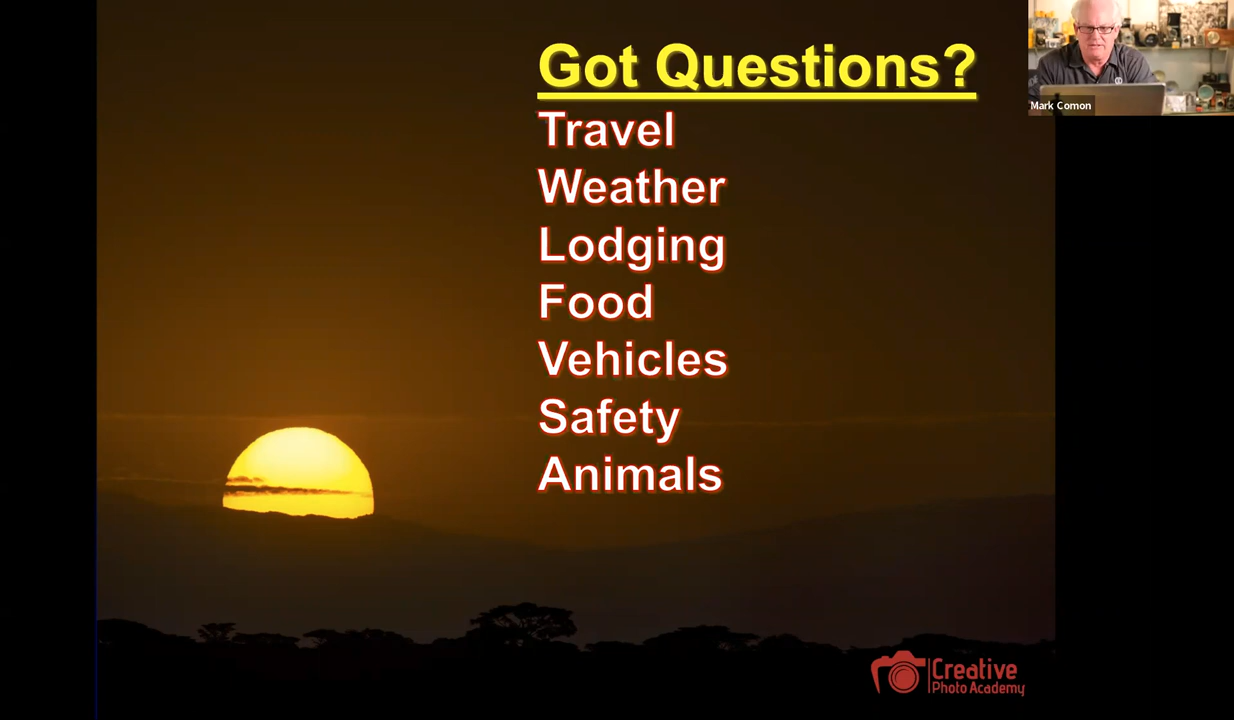 Got Questions?
Travel
Weather
Lodging
Food
Vehicles
Safety
Animals
Mark Comon
Creative
Photo Academy